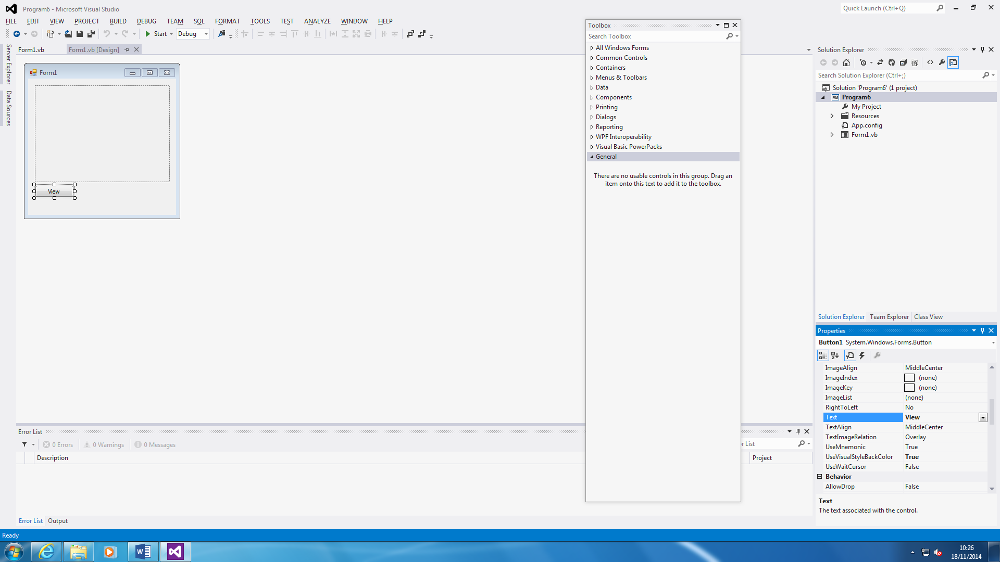 Program6 - Microsoft Visual Studio
Quick Launch (Ctrl+Q)
FILE EDIT VIEW PROJECT BUILD DEBUG TEAM SQL FORMAT TOOLS TEST ANALYZE WINDOW HELP
Start Debug
Server Explorer
Data Sources
Form1.vb
Form1.vb [Design]
Form1
View
Toolbox
Search Toolbox
All Windows Forms
Common Controls
Containers
Menus & Toolbars
Data
Components
Printing
Dialogs
Reporting
WPF Interoperability
Visual Basic PowerPacks
General
There are no usable controls in this group. Drag an
item onto this text to add it to the toolbox.
Solution Explorer
Search Solution Explorer (Ctrl+;)
Solution 'Program6' (1 project)
VB Program6
My Project
Resources
App.config
Form1.vb
Solution Explorer Team Explorer Class View
Properties
Button1 System.Windows.Forms.Button
ImageAlign MiddleCenter
ImageIndex (none)
ImageKey (none)
ImageList (none)
RightToLeft No
Text View
TextAlign MiddleCenter
TextImageRelation Overlay
UseMnemonic True
UseVisualStyleBackColor True
UseWaitCursor False
Behavior
AllowDrop False
Text
The text associated with the control.
Error List
0 Errors 0 Warnings 0 Messages
r List
Description
Project
Error List Output
Ready
10:26
18/11/2014